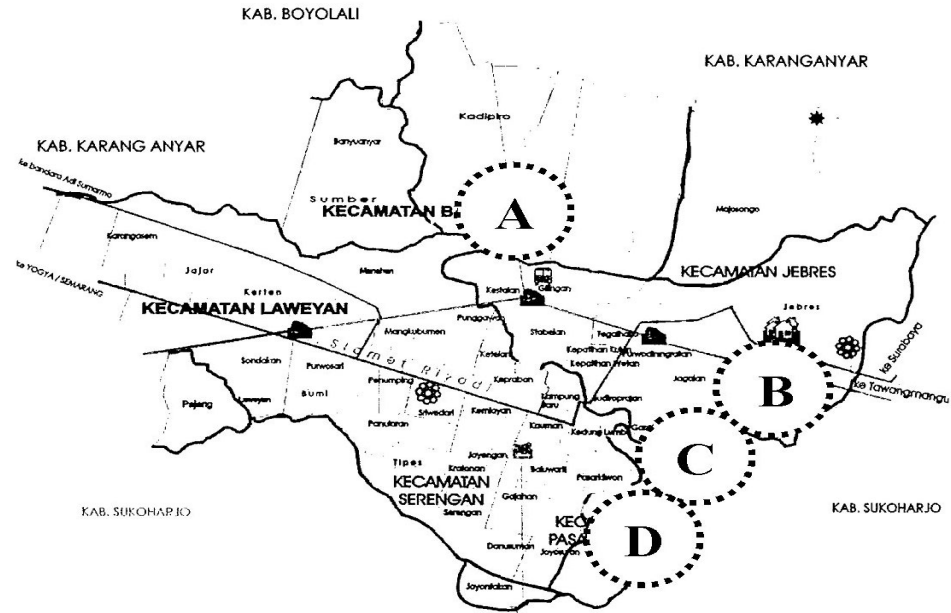 KAB. BOYOLALI
KAB. KARANGANYAR
KAB. KARANG ANYAR
ke bandara Adi Sumarmo
Kadipiro
Banyuanyar
Sumber
KECAMATAN B
A
Mojosongo
Karangasem
ke YOGYA / SEMARANG
Jajar
Kerten
KECAMATAN LAWEYAN
Manahan
Kestalan
Gilingan
KECAMATAN JEBRES
Jebres
Punggawan
Mangkubumen
Stabelan
Tegalharjo
Kepatihan Kulon
Kepatihan Wetan
Purwodiningratan
ke Surabaya
ke Tawangmangu
Slamet Riyadi
Sondakan
Purwosari
Ketelan
Keprabon
Jagalan
B
Pajang
Laweyan
Bumi
Penumping
Sriwedari
Kemlayan
Kampung Baru
Sudiroprajan
Panularan
Kauman
Kedung Lumbu
C
Tipes
Jayengan
Kratonan
Baluwarti
Pasarkliwon
KECAMATAN
SERENGAN
Gajahan
Serengan
KAB. SUKOHARJO
KAB. SUKOHARJO
KEC
PASA
D
Danusuman
Joyosuran
Joyontakan